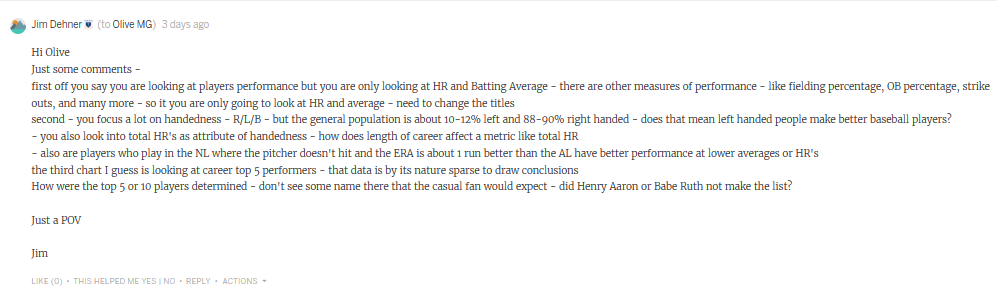 Jim Dehner (to Olive MG) 3 days ago
Hi Olive
Just some comments -
first off you say you are looking at players performance but you are only looking at HR and Batting Average - there are other measures of performance - like fielding percentage, OB percentage, strike
outs, and many more - so it you are only going to look at HR and average - need to change the titles
second - you focus a lot on handedness - R/L/B - but the general population is about 10-12% left and 88-90% right handed - does that mean left handed people make better baseball players?
- you also look into total HR's as attribute of handedness - how does length of career affect a metric like total HR
- also are players who play in the NL where the pitcher doesn't hit and the ERA is about 1 run better than the AL have better performance at lower averages or HR's
the third chart I guess is looking at career top 5 performers - that data is by its nature sparse to draw conclusions
How were the top 5 or 10 players determined - don't see some name there that the casual fan would expect - did Henry Aaron or Babe Ruth not make the list?
Just a POV
Jim
LIKE (0) • THIS HELPED ME YES | NO • REPLY • ACTIONS